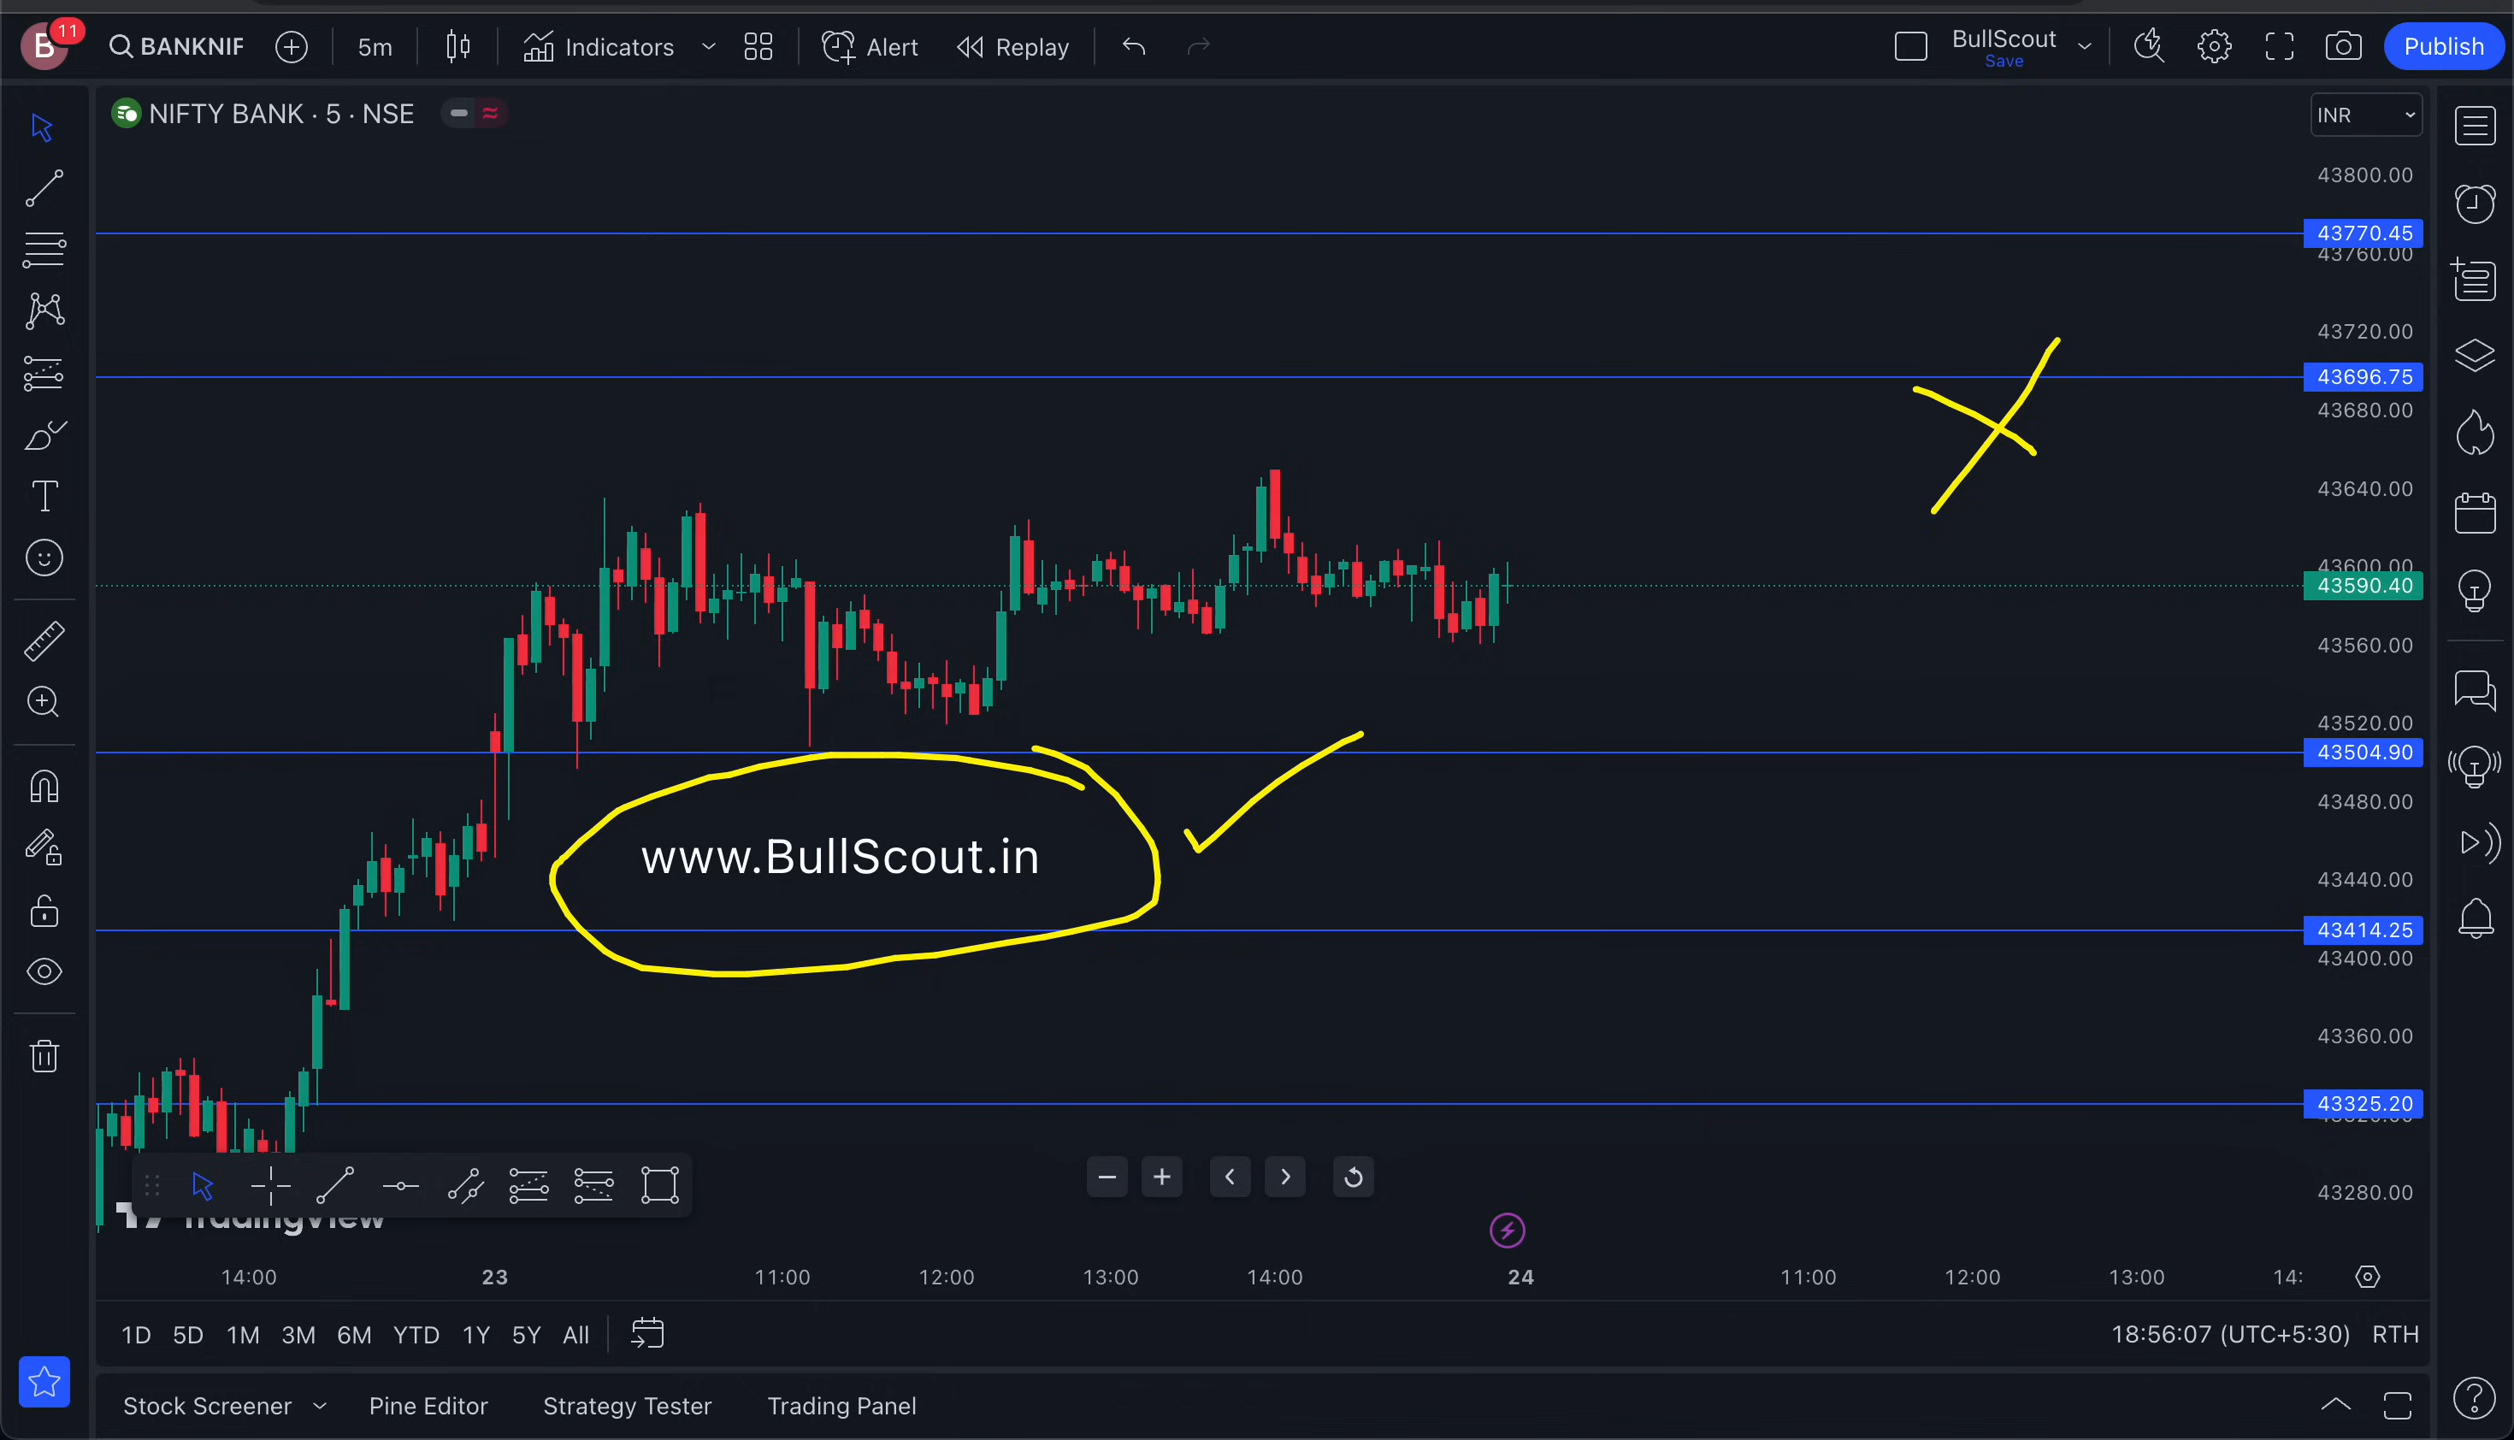 B 11 BANKNIF 5m Indicators Alert Replay BullScout Publish
Save
NIFTY BANK · 5 · NSE
INR
43800.00
43770.45
43760.00
43720.00
43696.75
43680.00
43640.00
43600.00
43590.40
43560.00
43520.00
43504.90
43480.00
www.BullScout.in
43440.00
43414.25
43400.00
43360.00
43325.20
43280.00
TradingView
14:00 23 11:00 12:00 13:00 14:00 24 11:00 12:00 13:00 14:
1D 5D 1M 3M 6M YTD 1Y 5Y All 18:56:07 (UTC+5:30) RTH
Stock Screener Pine Editor Strategy Tester Trading Panel